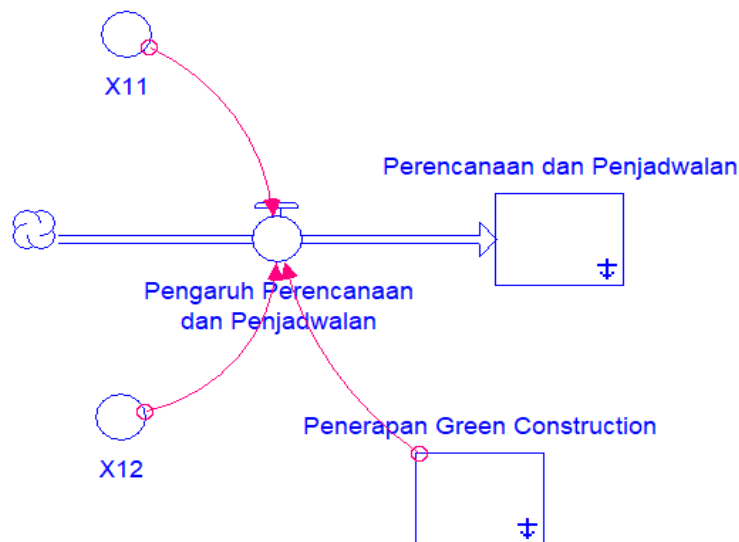 X11
Perencanaan dan Penjadwalan
Pengaruh Perencanaan
dan Penjadwalan
Penerapan Green Construction
X12